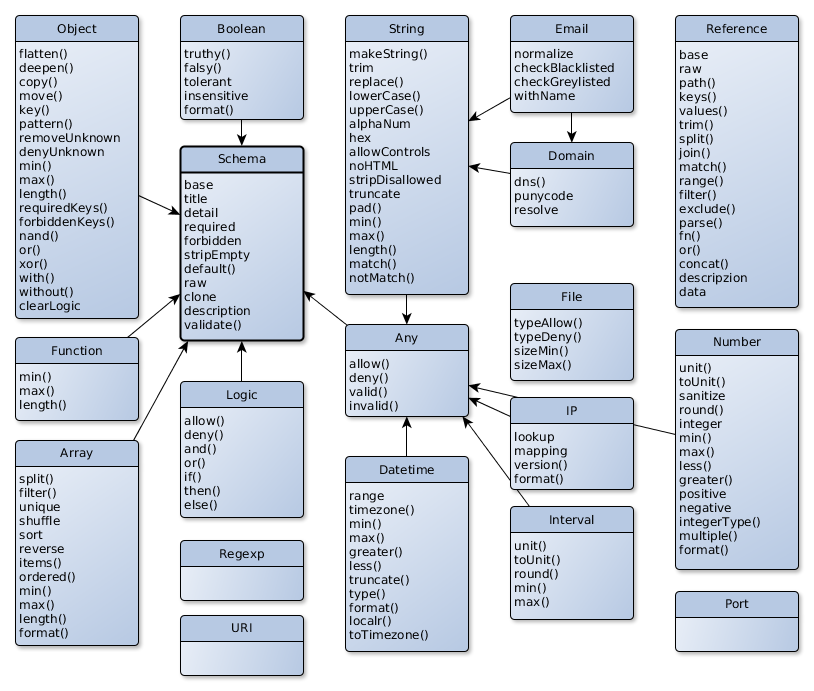 Object
flatten()
deepen()
copy()
move()
key()
pattern()
removeUnknown
denyUnknown
min()
max()
length()
requiredKeys()
forbiddenKeys()
nand()
or()
xor()
with()
without()
clearLogic
Function
min()
max()
length()
Array
split()
filter()
unique
shuffle
sort
reverse
items()
ordered()
min()
max()
length()
format()
Boolean
truthy()
falsy()
tolerant
insensitive
format()
Schema
base
title
detail
required
forbidden
stripEmpty
default()
raw
clone
description
validate()
Logic
allow()
deny()
and()
or()
if()
then()
else()
Regexp
URI
String
makeString()
trim
replace()
lowerCase()
upperCase()
alphaNum
hex
allowControls
noHTML
stripDisallowed
truncate
pad()
min()
max()
length()
match()
notMatch()
Any
allow()
deny()
valid()
invalid()
Datetime
range
timezone()
min()
max()
greater()
less()
truncate()
type()
format()
localr()
toTimezone()
Email
normalize
checkBlacklisted
checkGreylisted
withName
Domain
dns()
punycode
resolve
File
typeAllow()
typeDeny()
sizeMin()
sizeMax()
IP
lookup
mapping
version()
format()
Interval
unit()
toUnit()
round()
min()
max()
Reference
base
raw
path()
keys()
values()
trim()
split()
join()
match()
range()
filter()
exclude()
parse()
fn()
or()
concat()
descripzion
data
Number
unit()
toUnit()
sanitize
round()
integer
min()
max()
less()
greater()
positive
negative
integerType()
multiple()
format()
Port